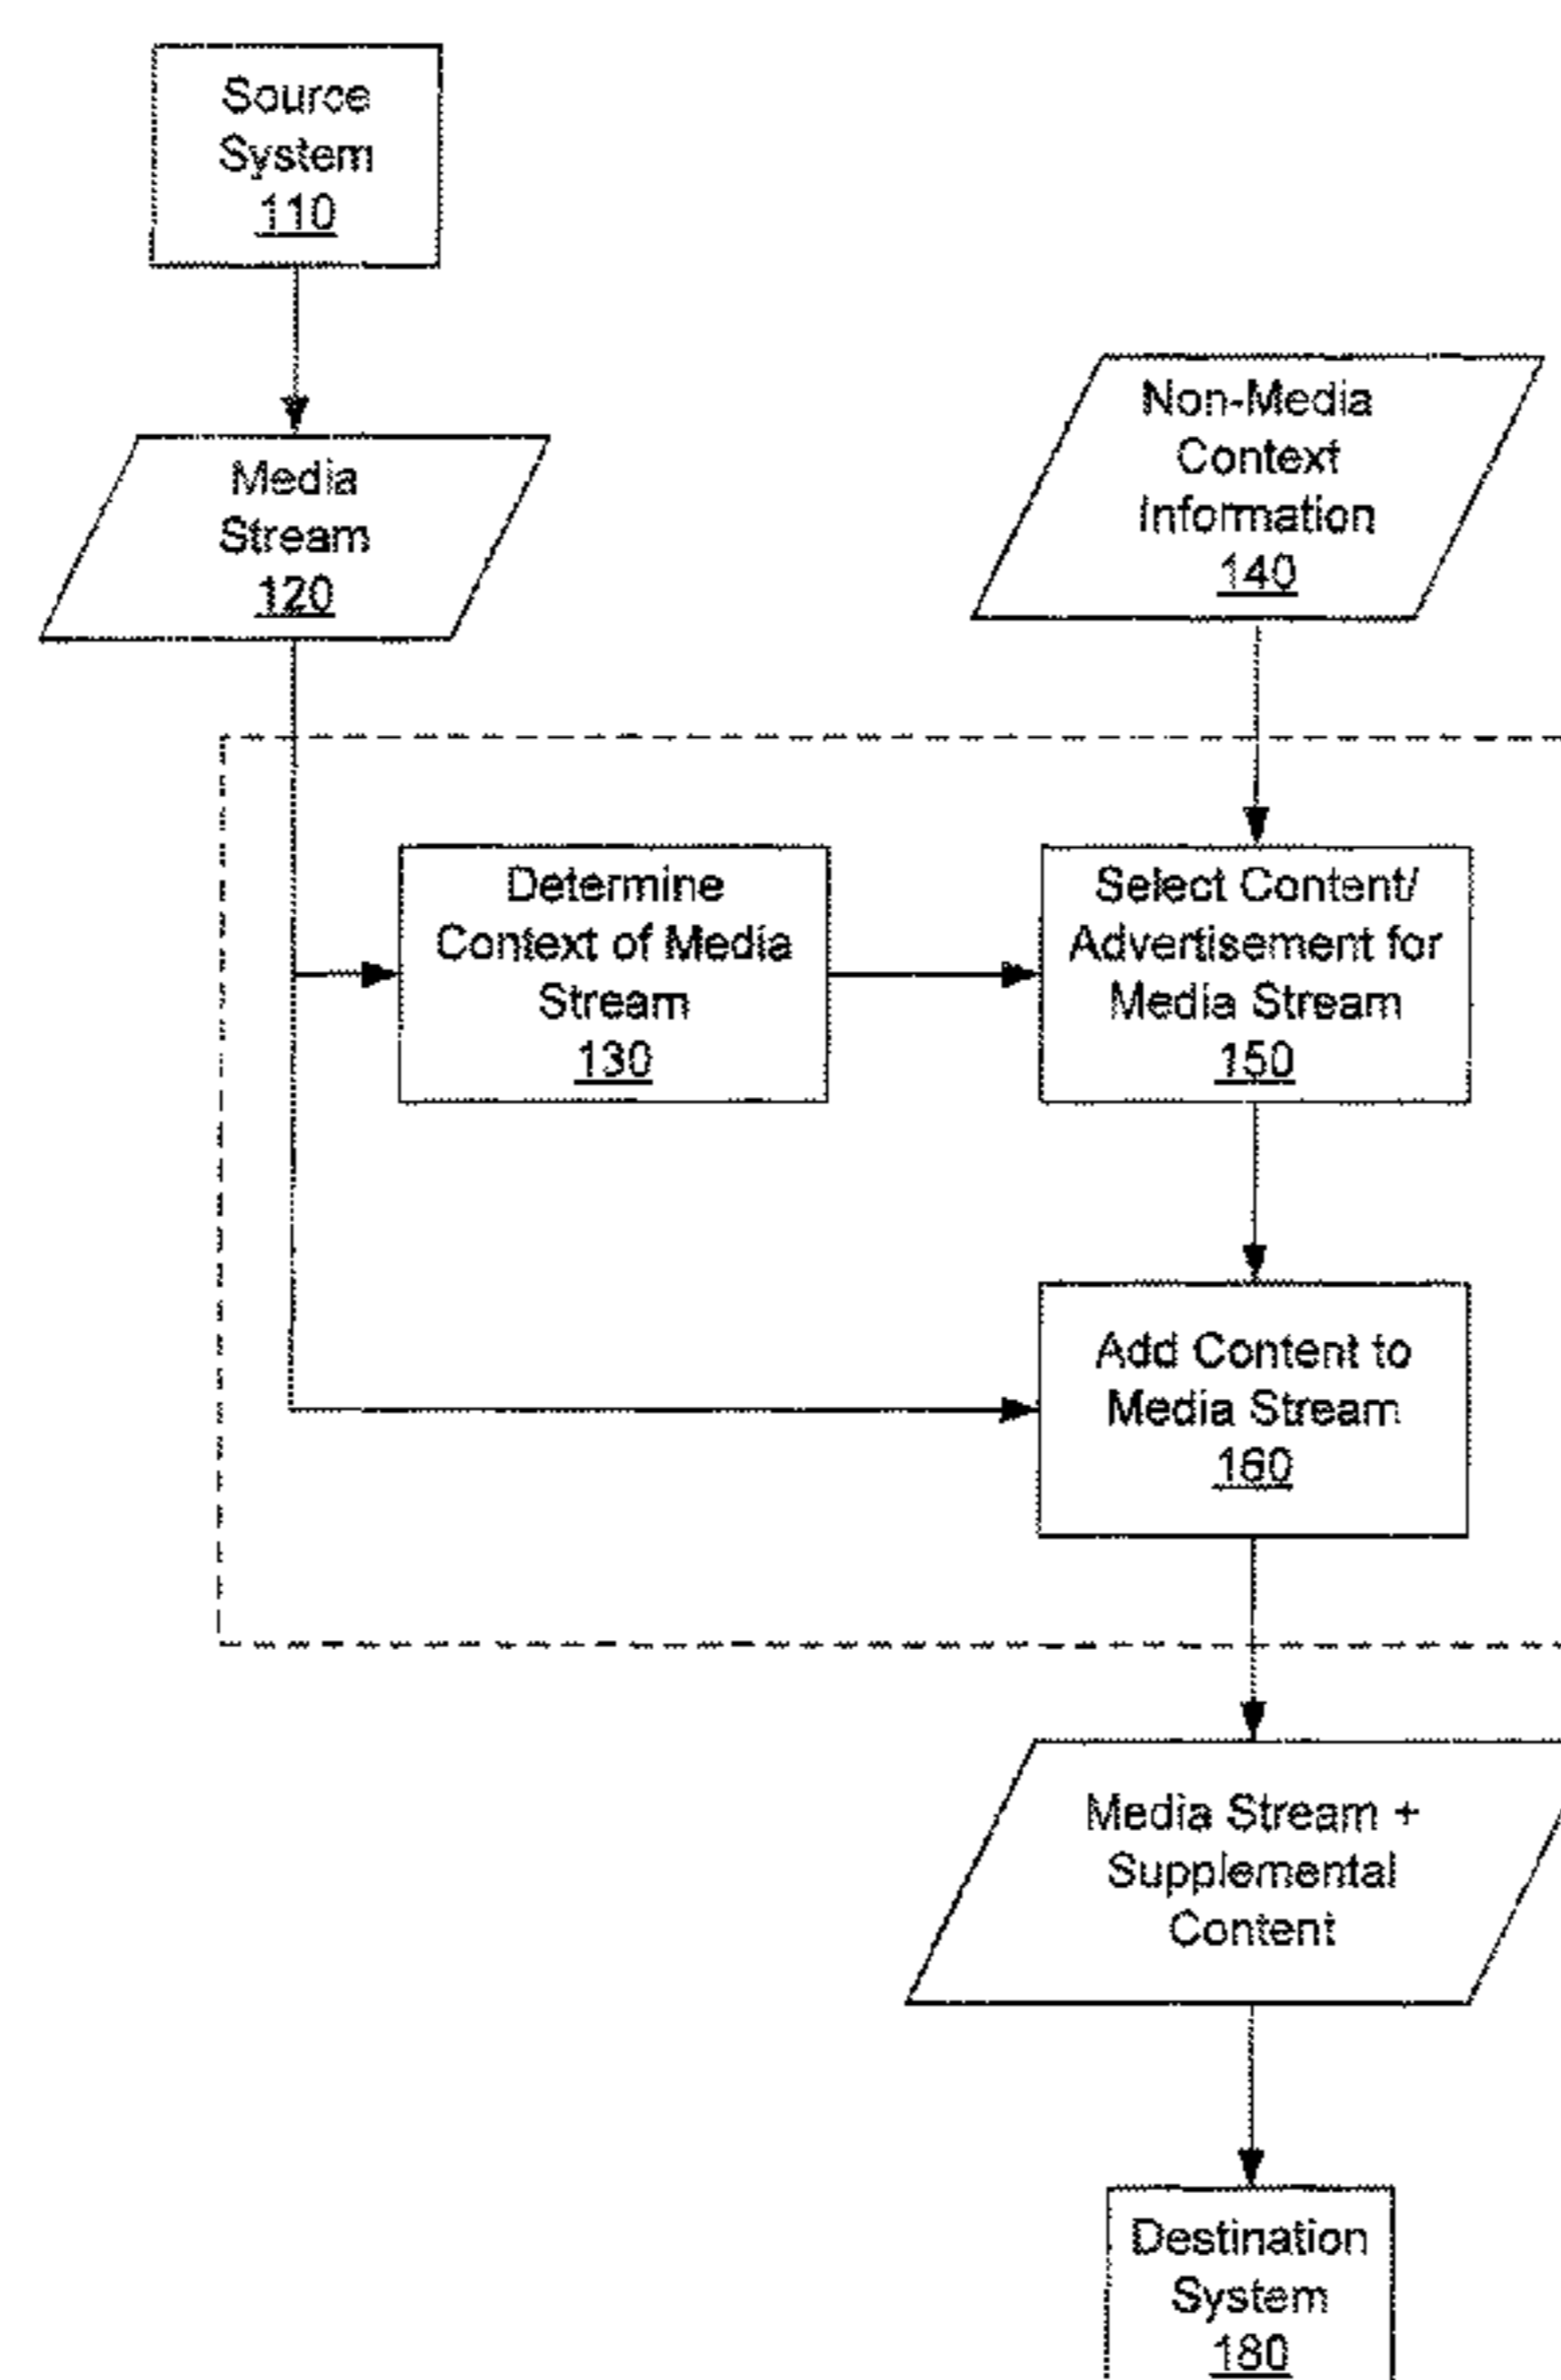 Source
System
110
Media
Stream
120
Non-Media
Context
Information
140
Determine
Context of Media
Stream
130
Select Content/
Advertisement for
Media Stream
150
Add Content to
Media Stream
160
Media Stream +
Supplemental
Content
Destination
System
180